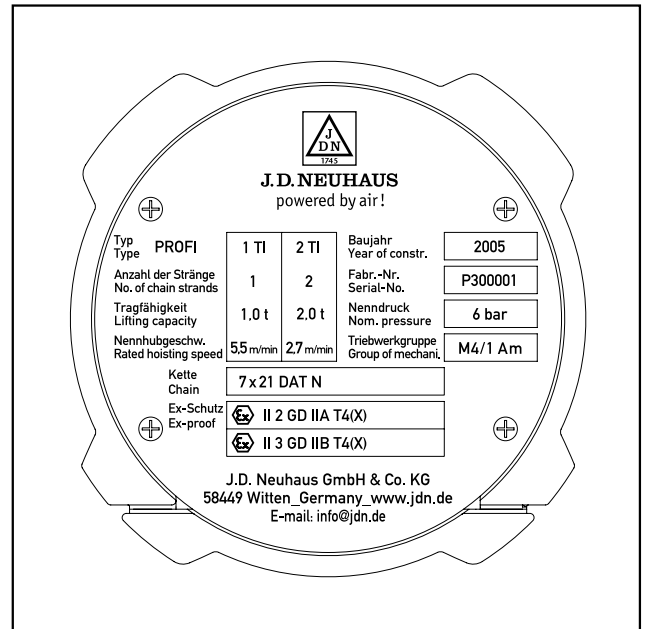 J
DN
1745
J.D.NEUHAUS
powered by air!
Typ
Type PROFI 1 TI 2 TI
Baujahr
Year of constr. 2005
Anzahl der Stränge
No. of chain strands 1 2
Fabr.-Nr.
Serial-No. P300001
Tragfähigkeit
Lifting capacity 1,0 t 2,0 t
Nenndruck
Nom. pressure 6 bar
Nennhubgeschw.
Rated hoisting speed 5,5 m/min 2,7 m/min
Triebwerkgruppe
Group of mechani. M4/1 Am
Kette
Chain 7x21 DAT N
Ex-Schutz
Ex-proof
Ex II 2 GD IIA T4(X)
Ex II 3 GD IIB T4(X)
J.D. Neuhaus GmbH & Co. KG
58449 Witten_Germany_www.jdn.de
E-mail: info@jdn.de